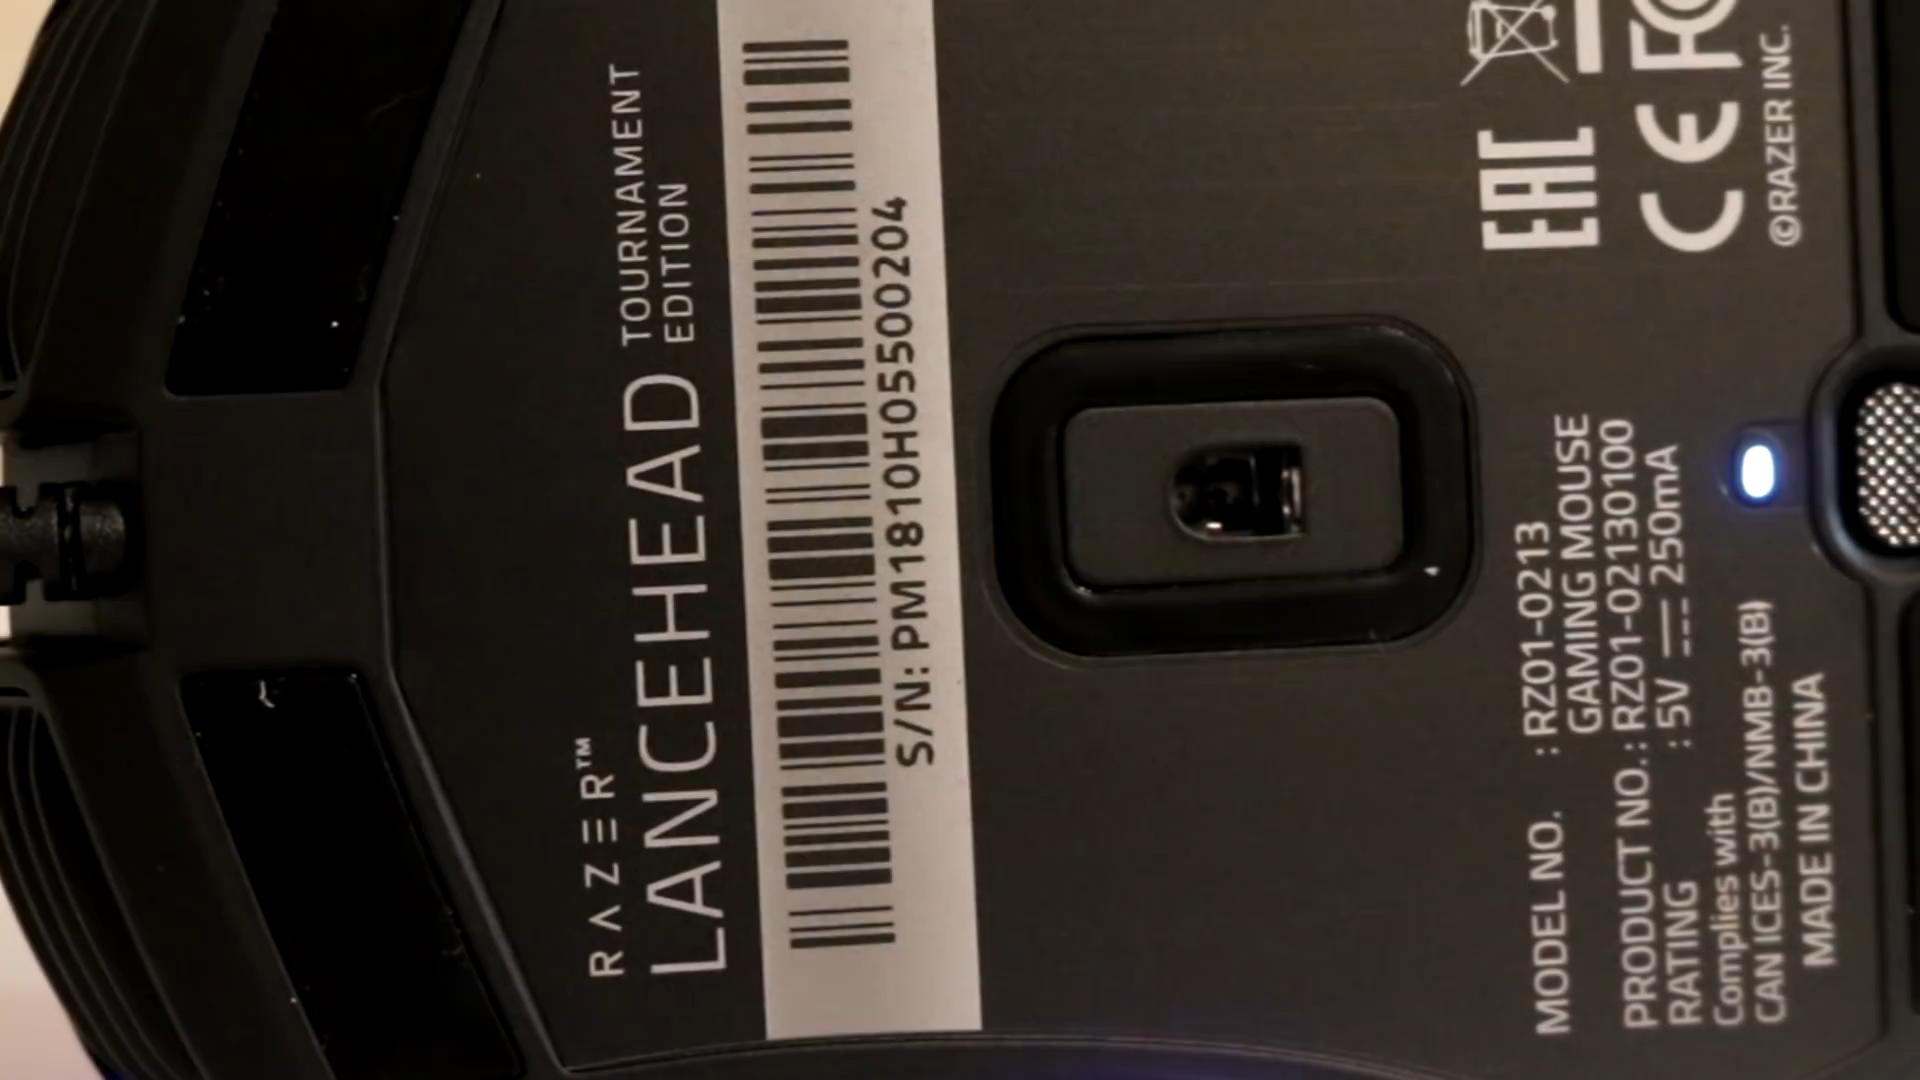 RAZER™
LANCEHEAD TOURNAMENT EDITION
S/N: PM1810H05500204
MODEL NO. : RZ01-0213
GAMING MOUSE
PRODUCT NO. : RZ01-02130100
RATING : 5V 250mA
Complies with
CAN ICES-3(B)/NMB-3(B)
MADE IN CHINA
EAC
CE FC
©RAZER INC.